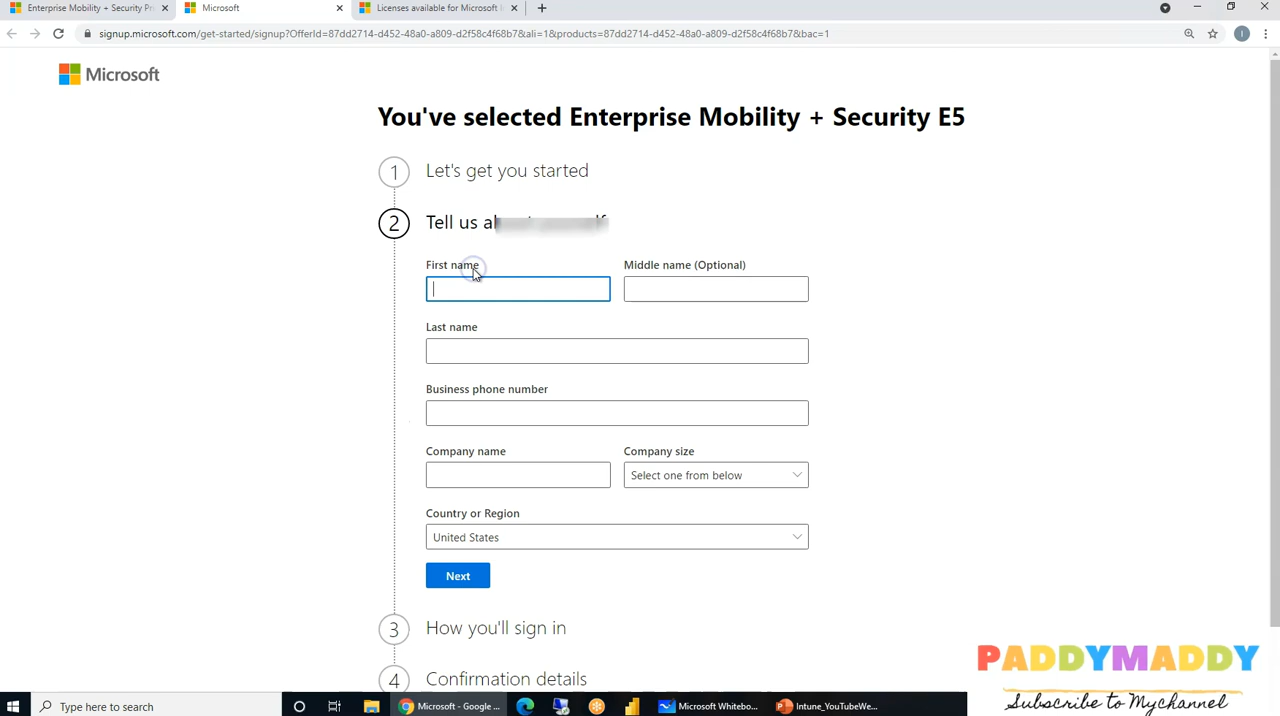 Enterprise Mobility + Security Pr
Microsoft
Licenses available for Microsoft I
signup.microsoft.com/get-started/signup?OfferId=87dd2714-d452-48a0-a809-d2f58c4f68b7&ali=1&products=87dd2714-d452-48a0-a809-d2f58c4f68b7&bac=1
I
Microsoft
You've selected Enterprise Mobility + Security E5
1 Let's get you started
2 Tell us
First name Middle name (Optional)
Last name
Business phone number
Company name Company size
Select one from below
Country or Region
United States
Next
3 How you'll sign in
4 Confirmation details
PADDYMADDY
Subscribe to Mychannel
Type here to search
Microsoft - Google ...
Microsoft Whitebo...
Intune_YouTubeWe...